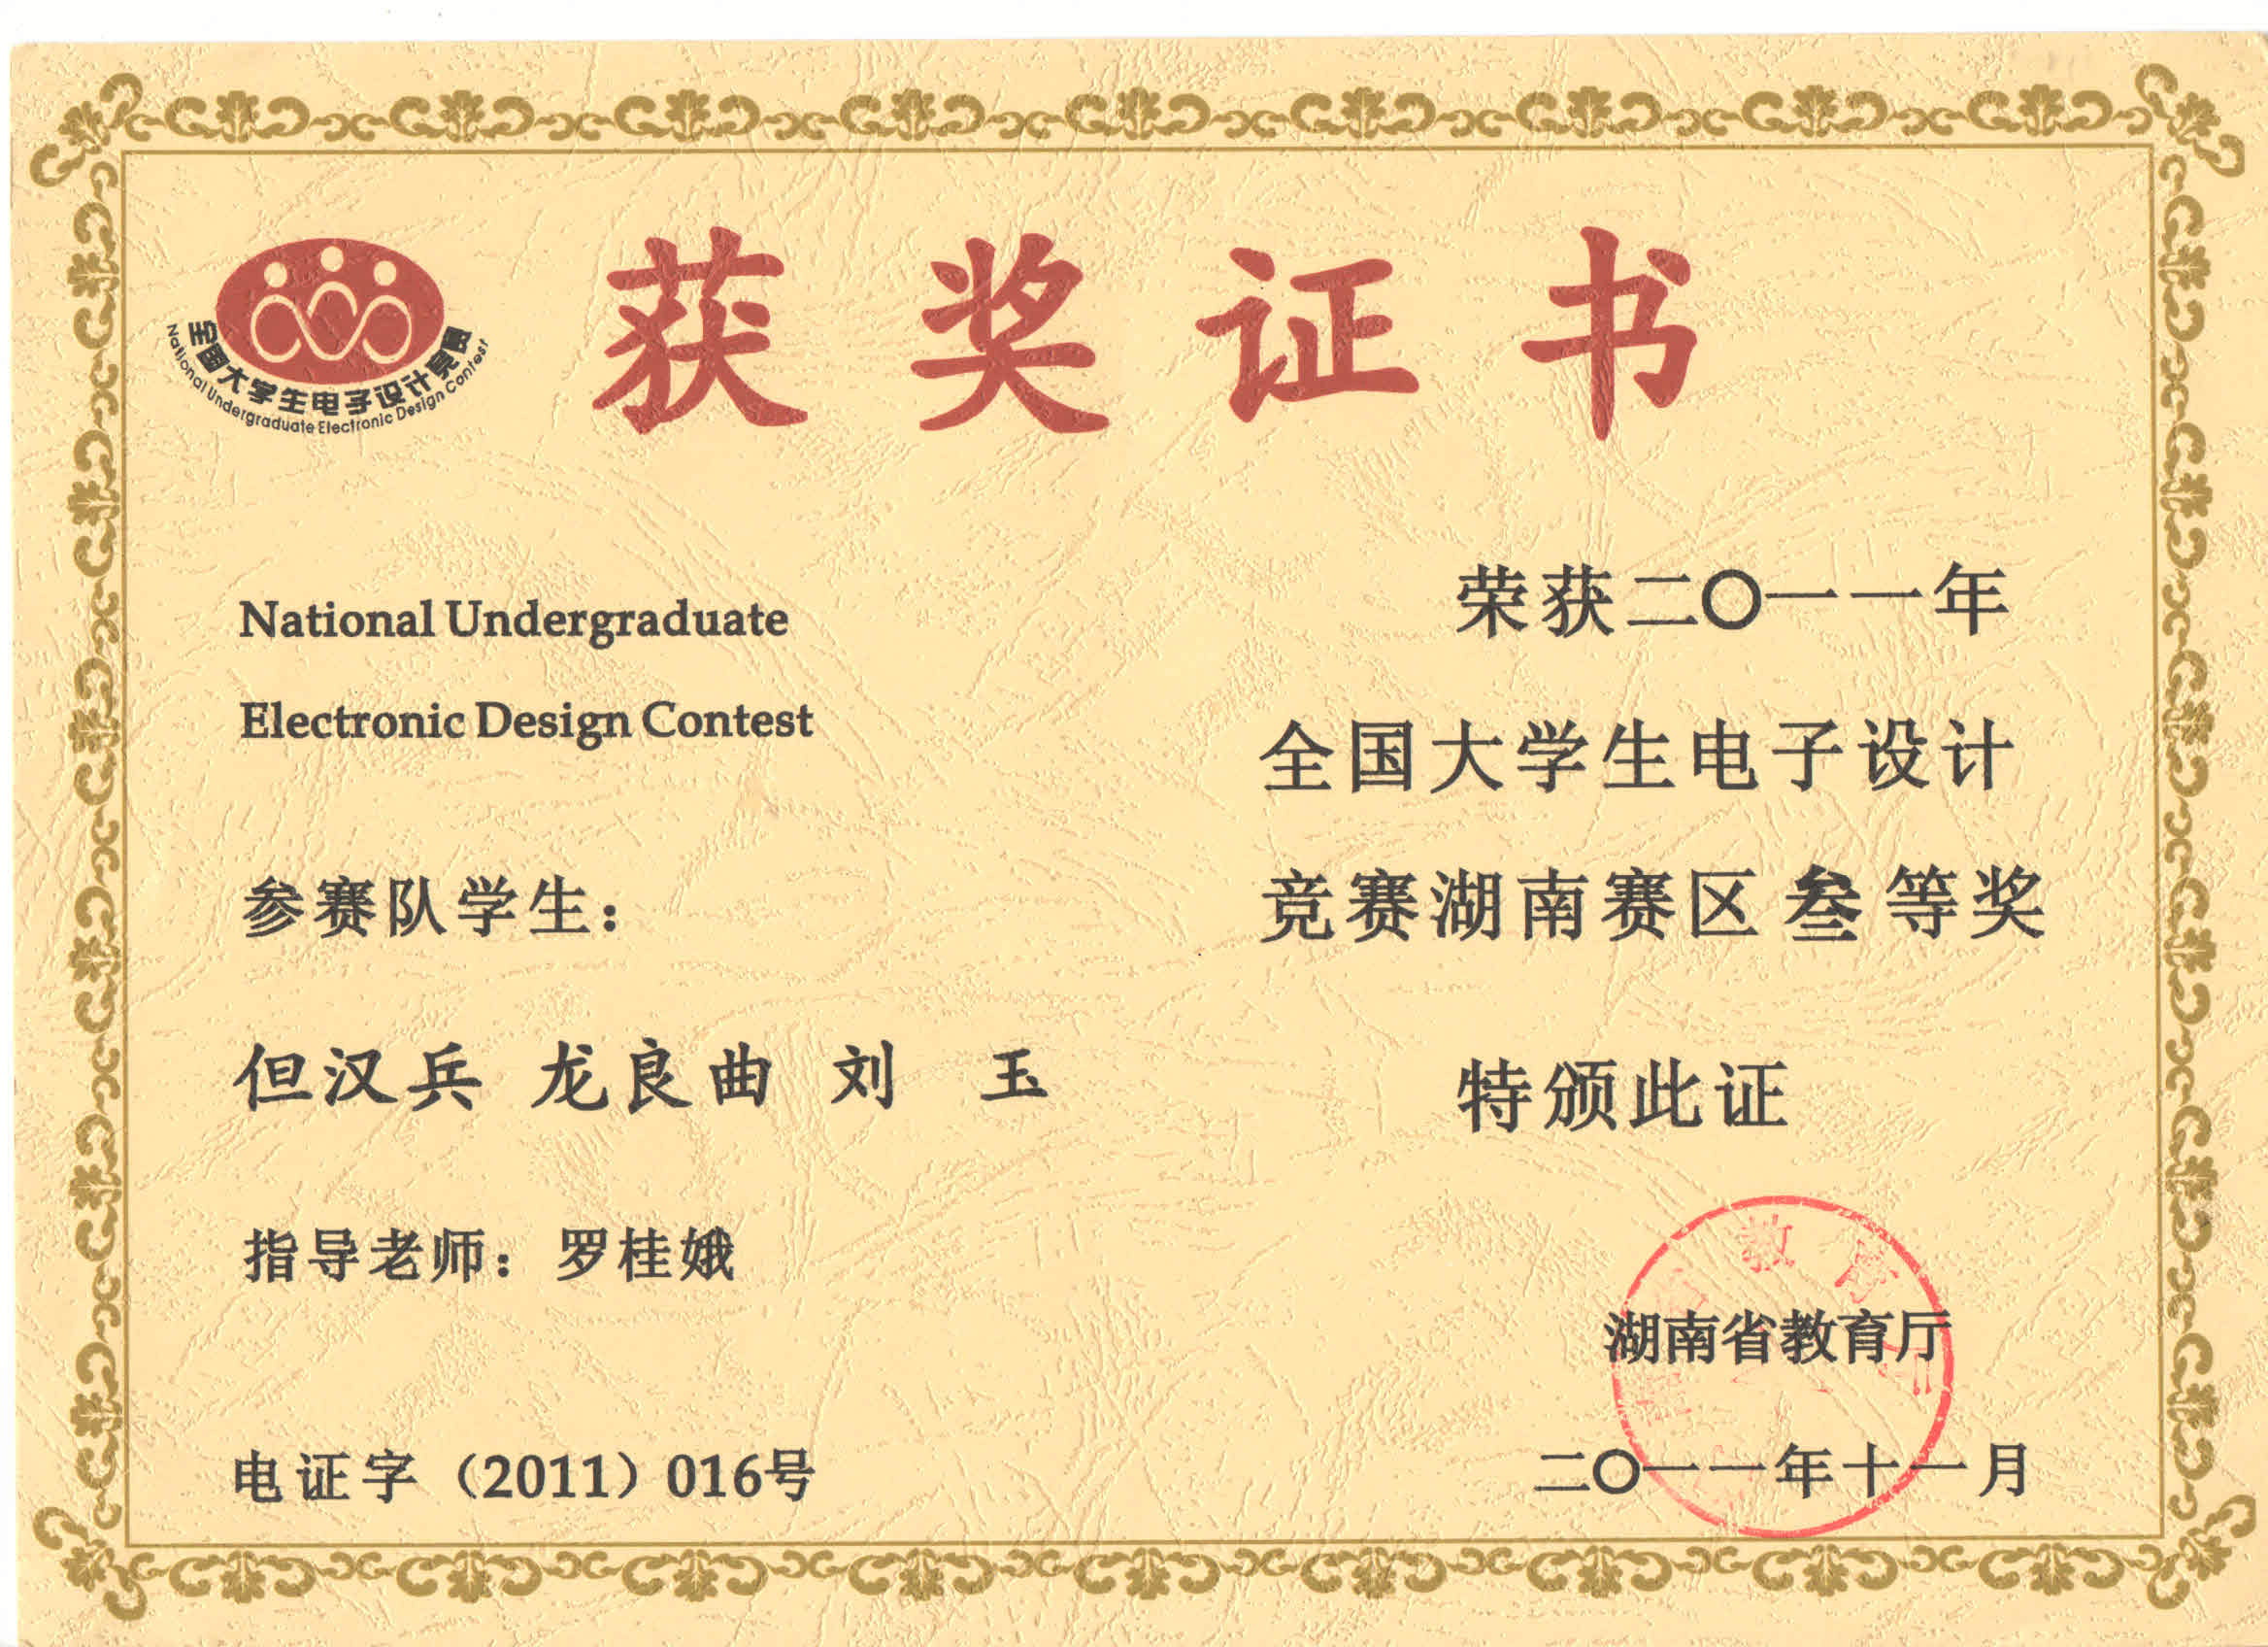 获奖证书
全国大学生电子设计竞赛
National Undergraduate Electronic Design Contest
National Undergraduate
Electronic Design Contest
参赛队学生：
但汉兵 龙良曲 刘 玉
指导老师：罗桂娥
电证字（2011）016号
荣获二〇一一年
全国大学生电子设计
竞赛湖南赛区叁等奖
特颁此证
湖南省教育厅
二〇一一年十一月
教育